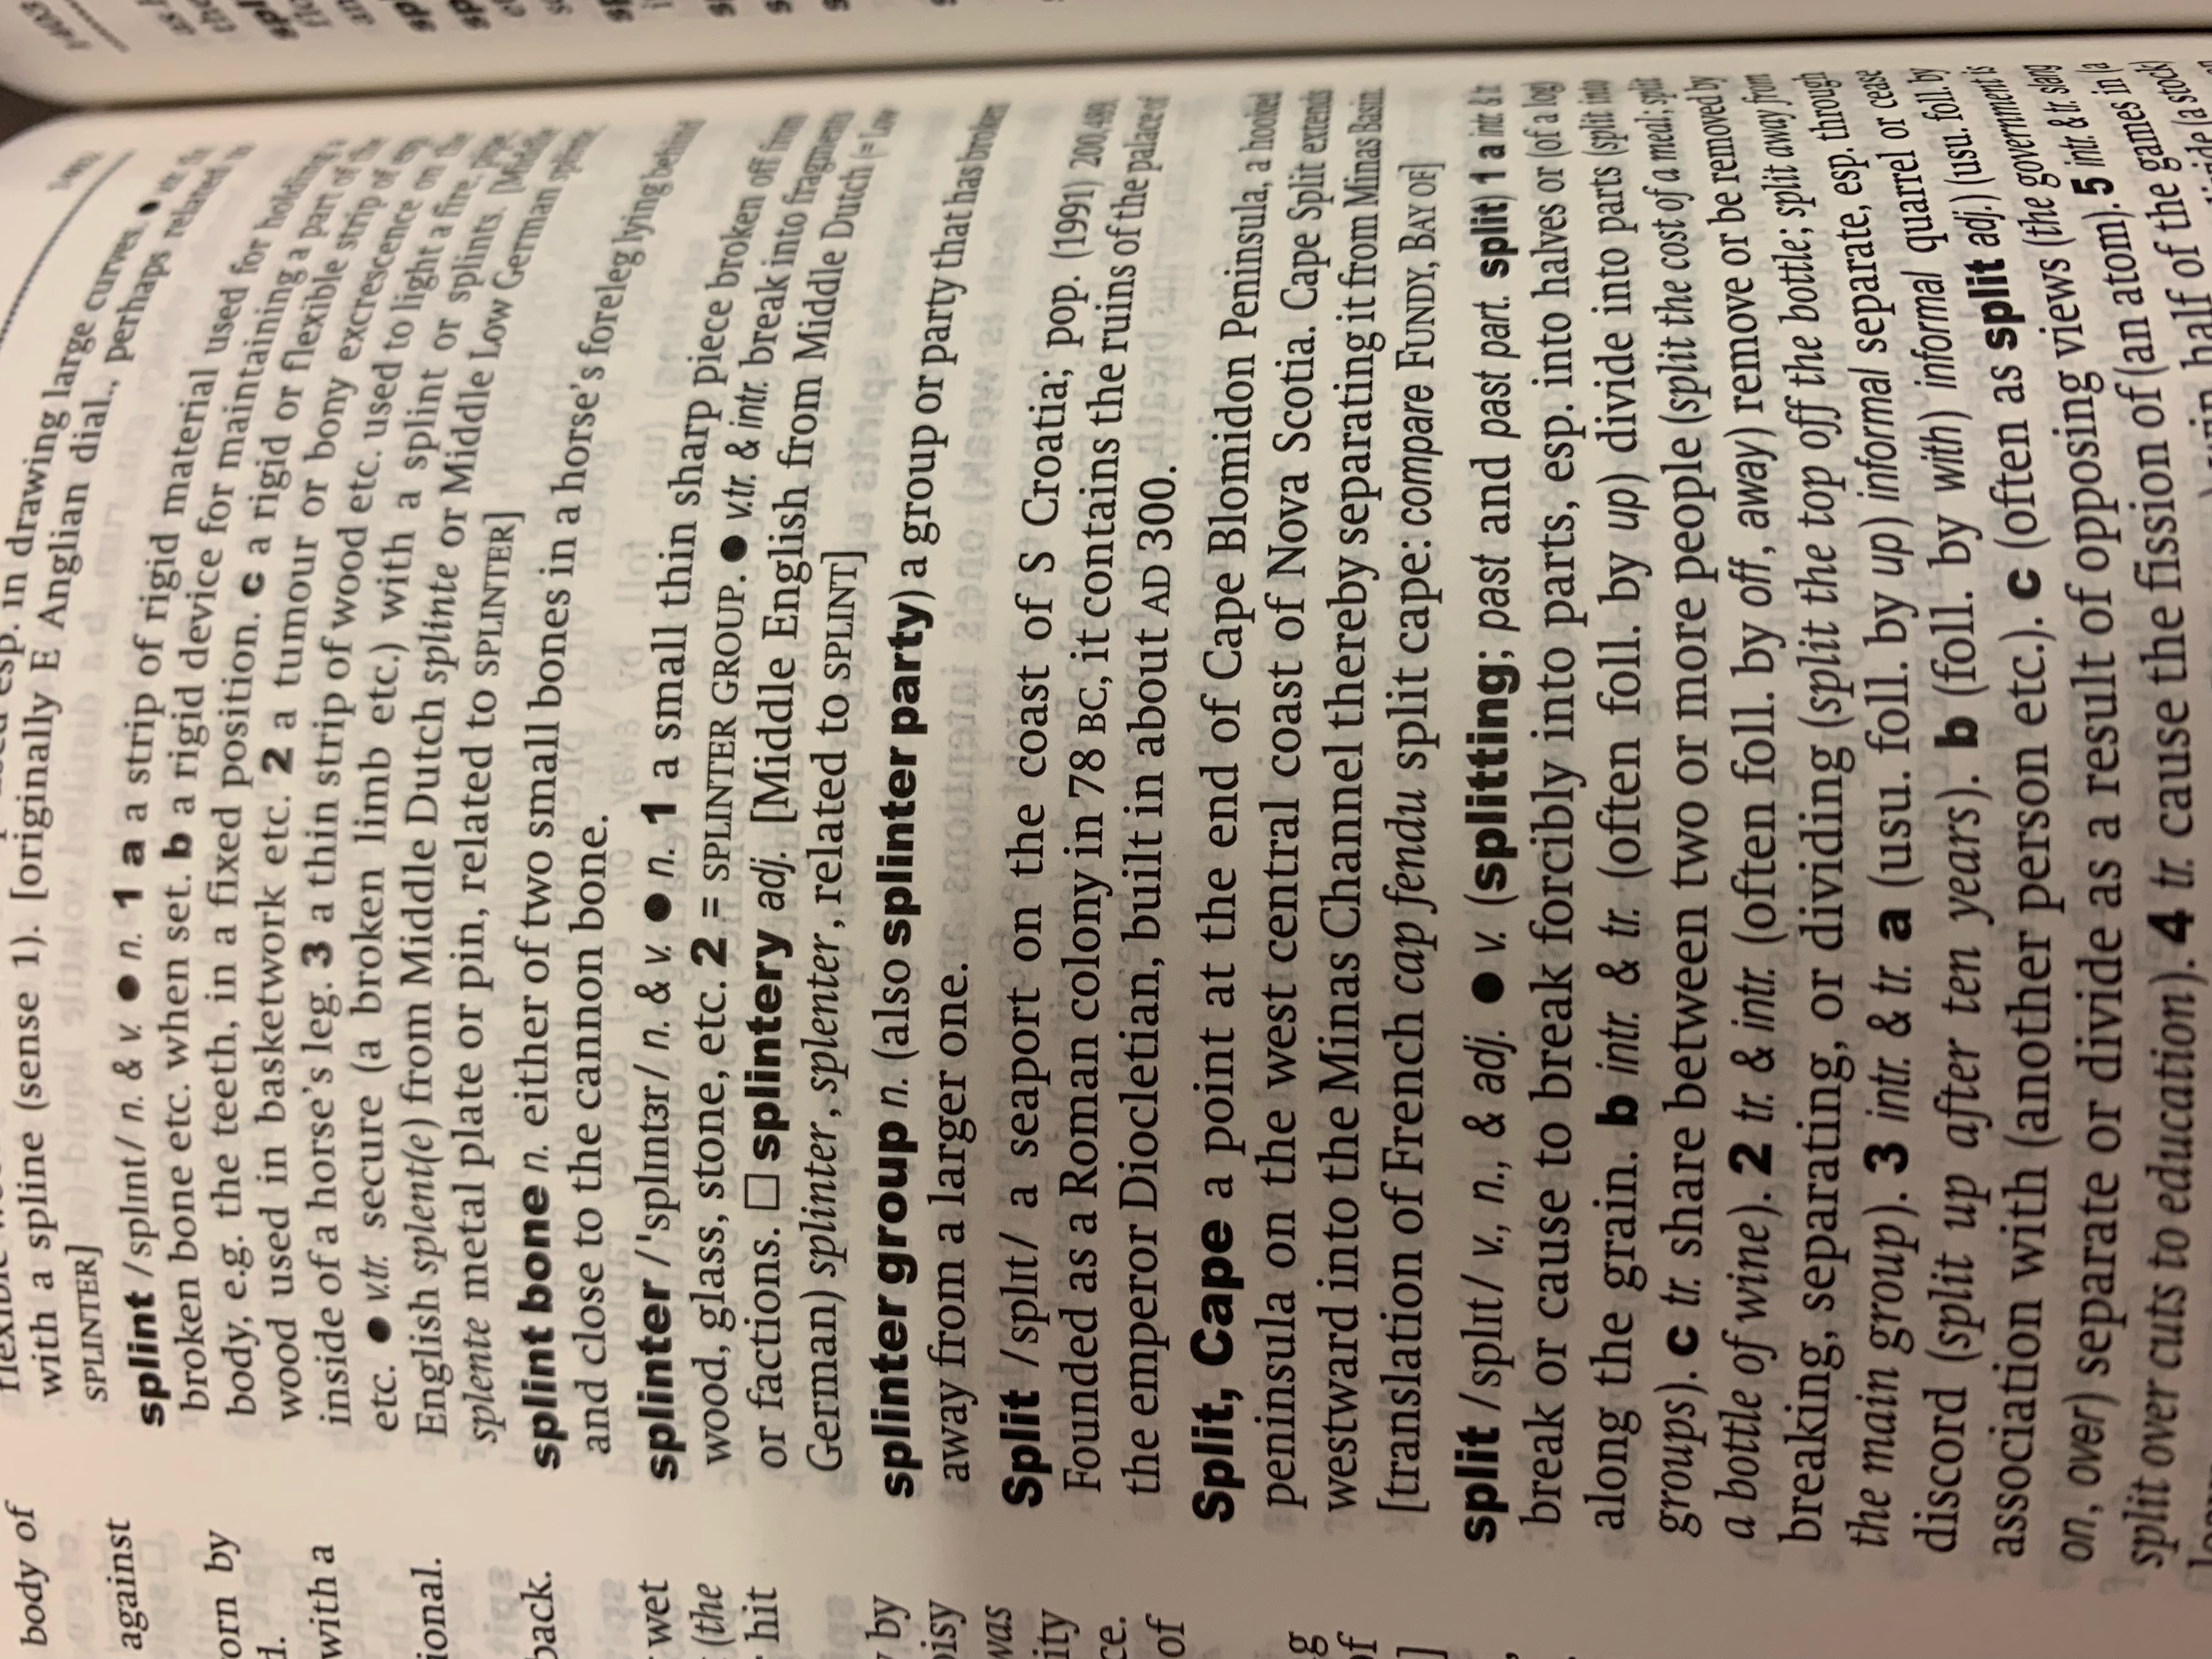 body of
against
orn by
d.
with a
ional.
back.
wet
(the
hit
by
oisy
was
ity
ce.
of
g
of
]
esp. in drawing large curves. ●
with a spline (sense 1). [originally E Anglian dial., perhaps related to
SPLINTER]
splint /splɪnt/ n. & v. ● n. 1 a a strip of rigid material used for holding a
broken bone etc. when set. b a rigid device for maintaining a part of the
body, e.g. the teeth, in a fixed position. c a rigid or flexible strip of esp.
wood used in basketwork etc. 2 a tumour or bony excrescence on the
inside of a horse's leg. 3 a thin strip of wood etc. used to light a fire, pipe,
etc. ● v.tr. secure (a broken limb etc.) with a splint or splints. [Middle
English splent(e) from Middle Dutch splinte or Middle Low German splinte,
splente metal plate or pin, related to SPLINTER]
splint bone n. either of two small bones in a horse's foreleg lying behind
and close to the cannon bone.
splinter /ˈsplɪntɜr/ n. & v. ● n. 1 a small thin sharp piece broken off from
wood, glass, stone, etc. 2 = SPLINTER GROUP. ● v.tr. & intr. break into fragments
or factions. □ splintery adj. [Middle English from Middle Dutch (= Low
German) splinter, splenter, related to SPLINT]
splinter group n. (also splinter party) a group or party that has broken
away from a larger one.
Split /splɪt/ a seaport on the coast of S Croatia; pop. (1991) 200,489.
Founded as a Roman colony in 78 BC, it contains the ruins of the palace of
the emperor Diocletian, built in about AD 300.
Split, Cape a point at the end of Cape Blomidon Peninsula, a hooked
peninsula on the west central coast of Nova Scotia. Cape Split extends
westward into the Minas Channel thereby separating it from Minas Basin.
[translation of French cap fendu split cape: compare FUNDY, BAY OF]
split /splɪt/ v., n., & adj. ● v. (splitting; past and past part. split) 1 a intr. & tr.
break or cause to break forcibly into parts, esp. into halves or (of a log)
along the grain. b intr. & tr. (often foll. by up) divide into parts (split into
groups). c tr. share between two or more people (split the cost of a meal; split
a bottle of wine). 2 tr. & intr. (often foll. by off, away) remove or be removed by
breaking, separating, or dividing (split the top off the bottle; split away from
the main group). 3 intr. & tr. a (usu. foll. by up) informal separate, esp. through
discord (split up after ten years). b (foll. by with) informal quarrel or cease
association with (another person etc.). c (often as split adj.) (usu. foll. by
on, over) separate or divide as a result of opposing views (the government is
split over cuts to education). 4 tr. cause the fission of (an atom). 5 intr. & tr. slang
half of the games in (a
(a stock)
1403